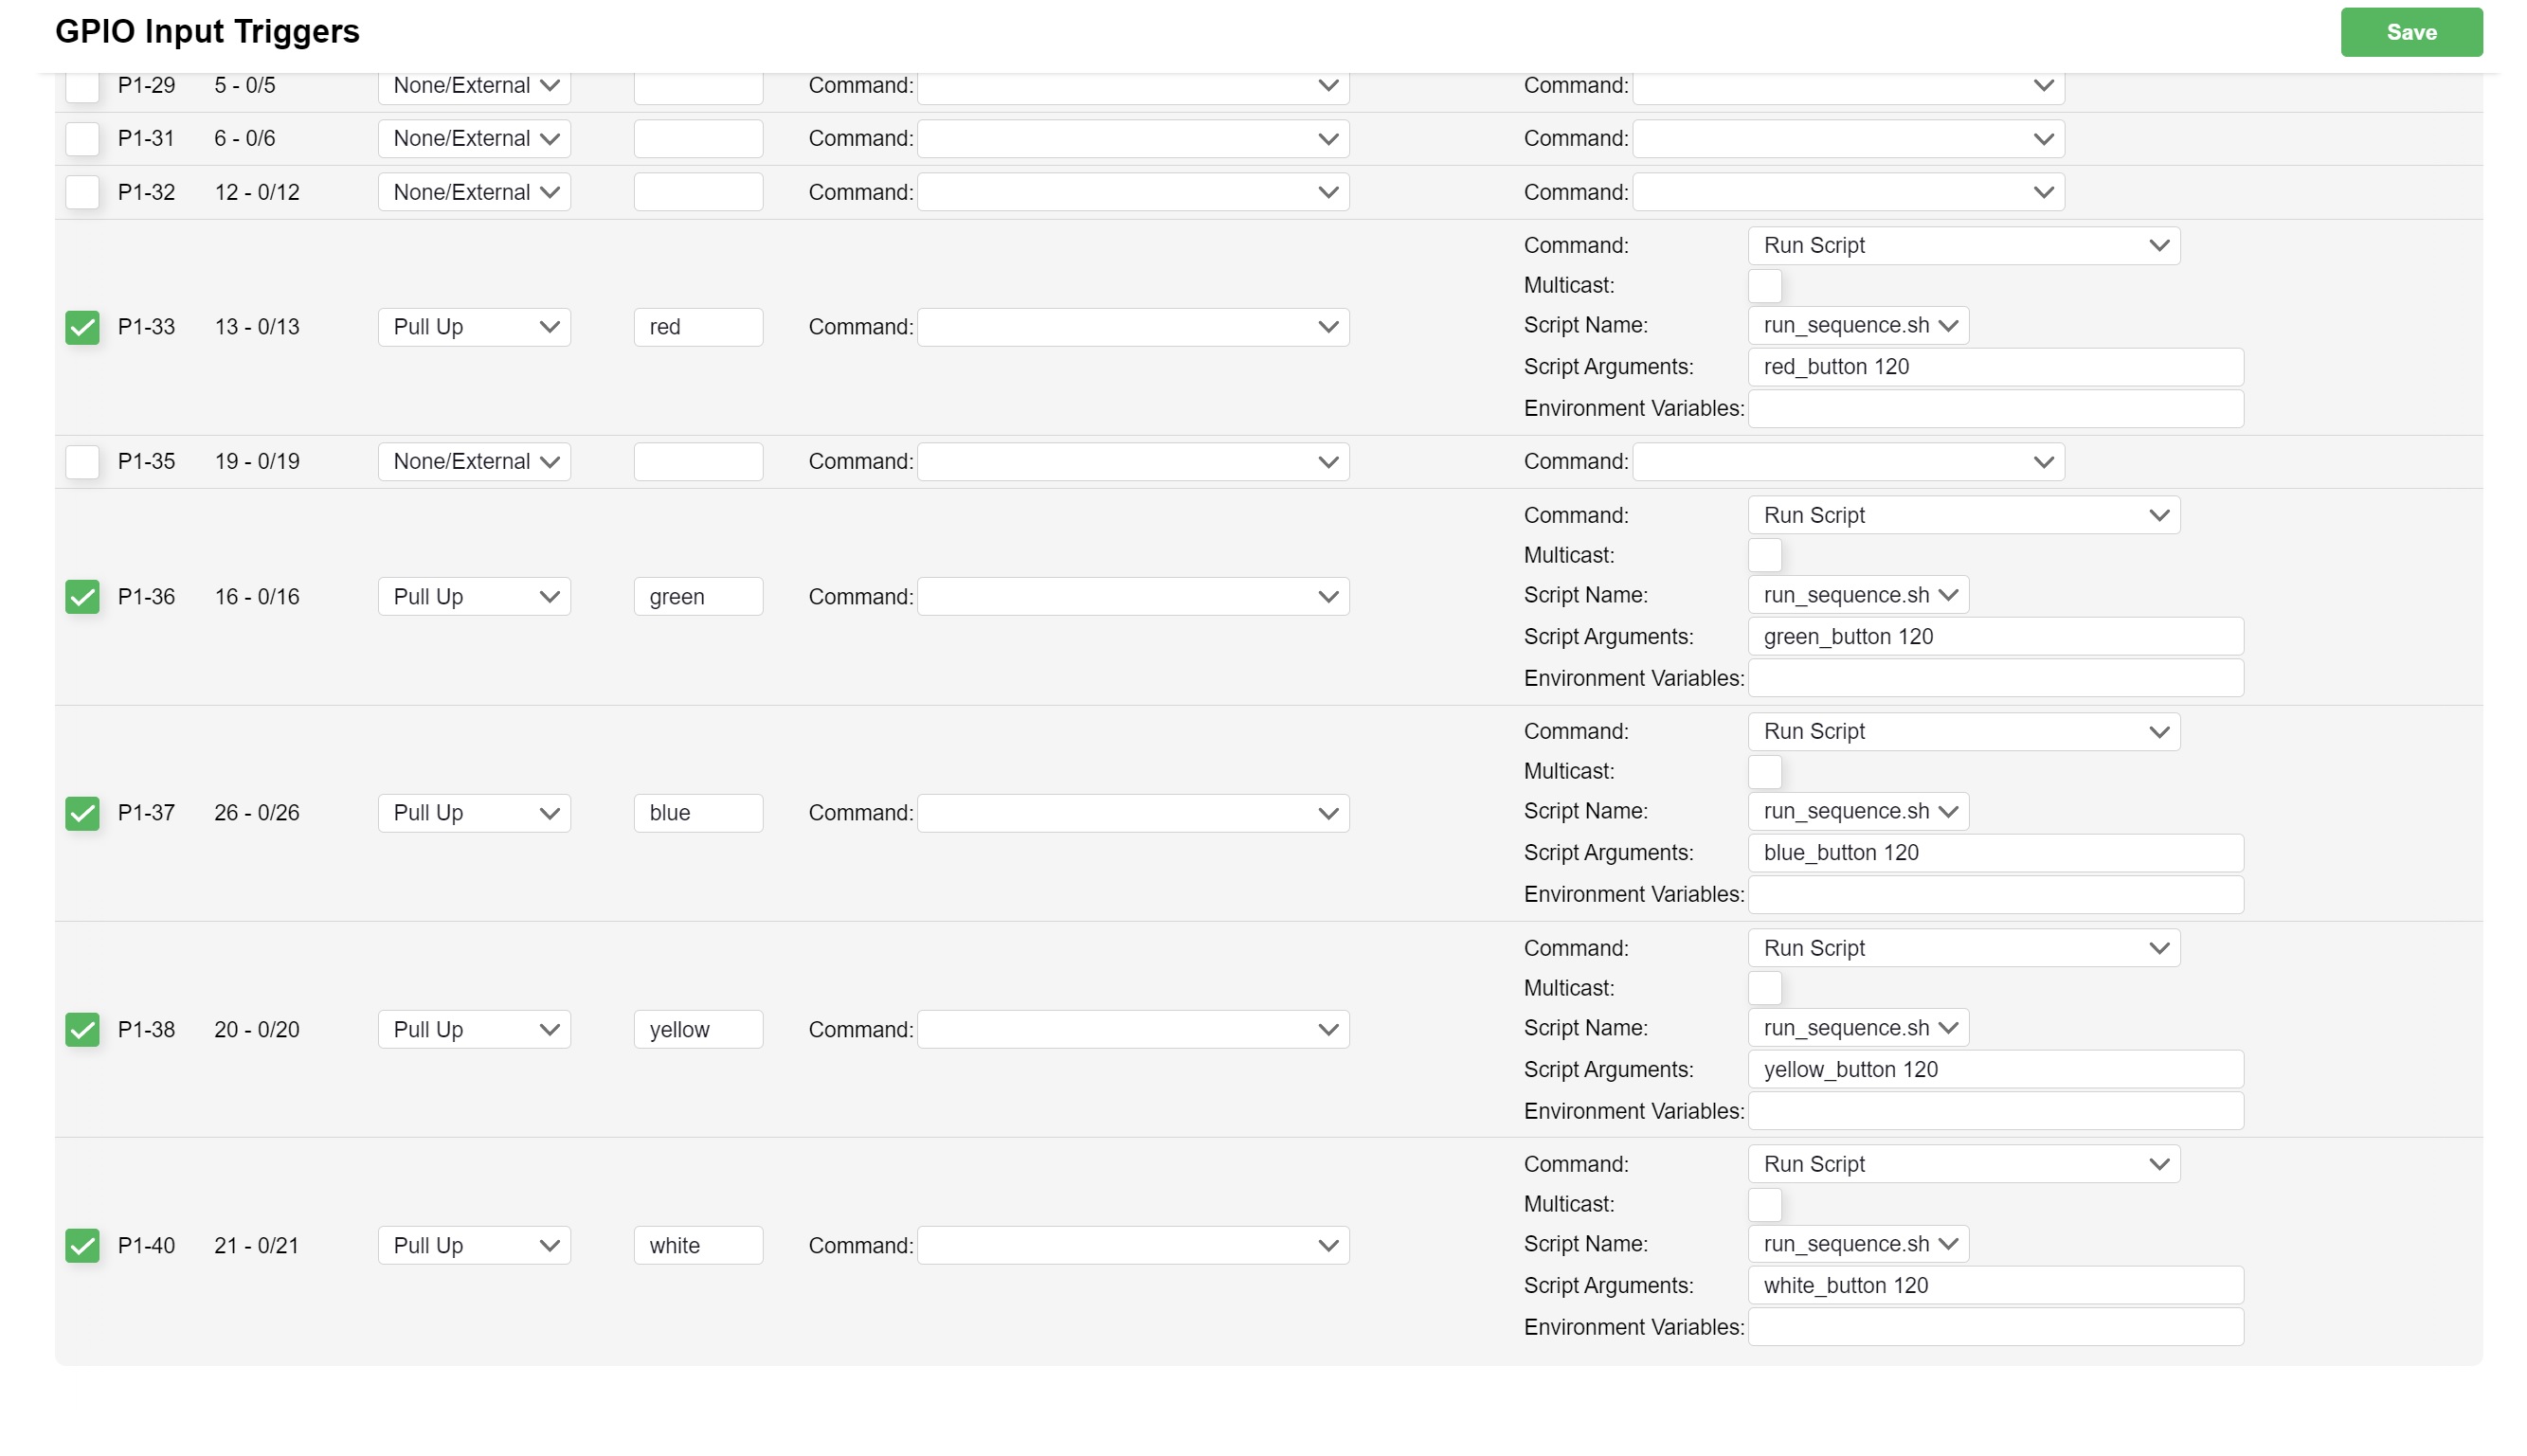 GPIO Input Triggers
Save
P1-29 5 - 0/5 None/External Command: Command:
P1-31 6 - 0/6 None/External Command: Command:
P1-32 12 - 0/12 None/External Command: Command:
P1-33 13 - 0/13 Pull Up red Command:
Command: Run Script
Multicast:
Script Name: run_sequence.sh
Script Arguments: red_button 120
Environment Variables:
P1-35 19 - 0/19 None/External Command: Command:
P1-36 16 - 0/16 Pull Up green Command:
Command: Run Script
Multicast:
Script Name: run_sequence.sh
Script Arguments: green_button 120
Environment Variables:
P1-37 26 - 0/26 Pull Up blue Command:
Command: Run Script
Multicast:
Script Name: run_sequence.sh
Script Arguments: blue_button 120
Environment Variables:
P1-38 20 - 0/20 Pull Up yellow Command:
Command: Run Script
Multicast:
Script Name: run_sequence.sh
Script Arguments: yellow_button 120
Environment Variables:
P1-40 21 - 0/21 Pull Up white Command:
Command: Run Script
Multicast:
Script Name: run_sequence.sh
Script Arguments: white_button 120
Environment Variables: